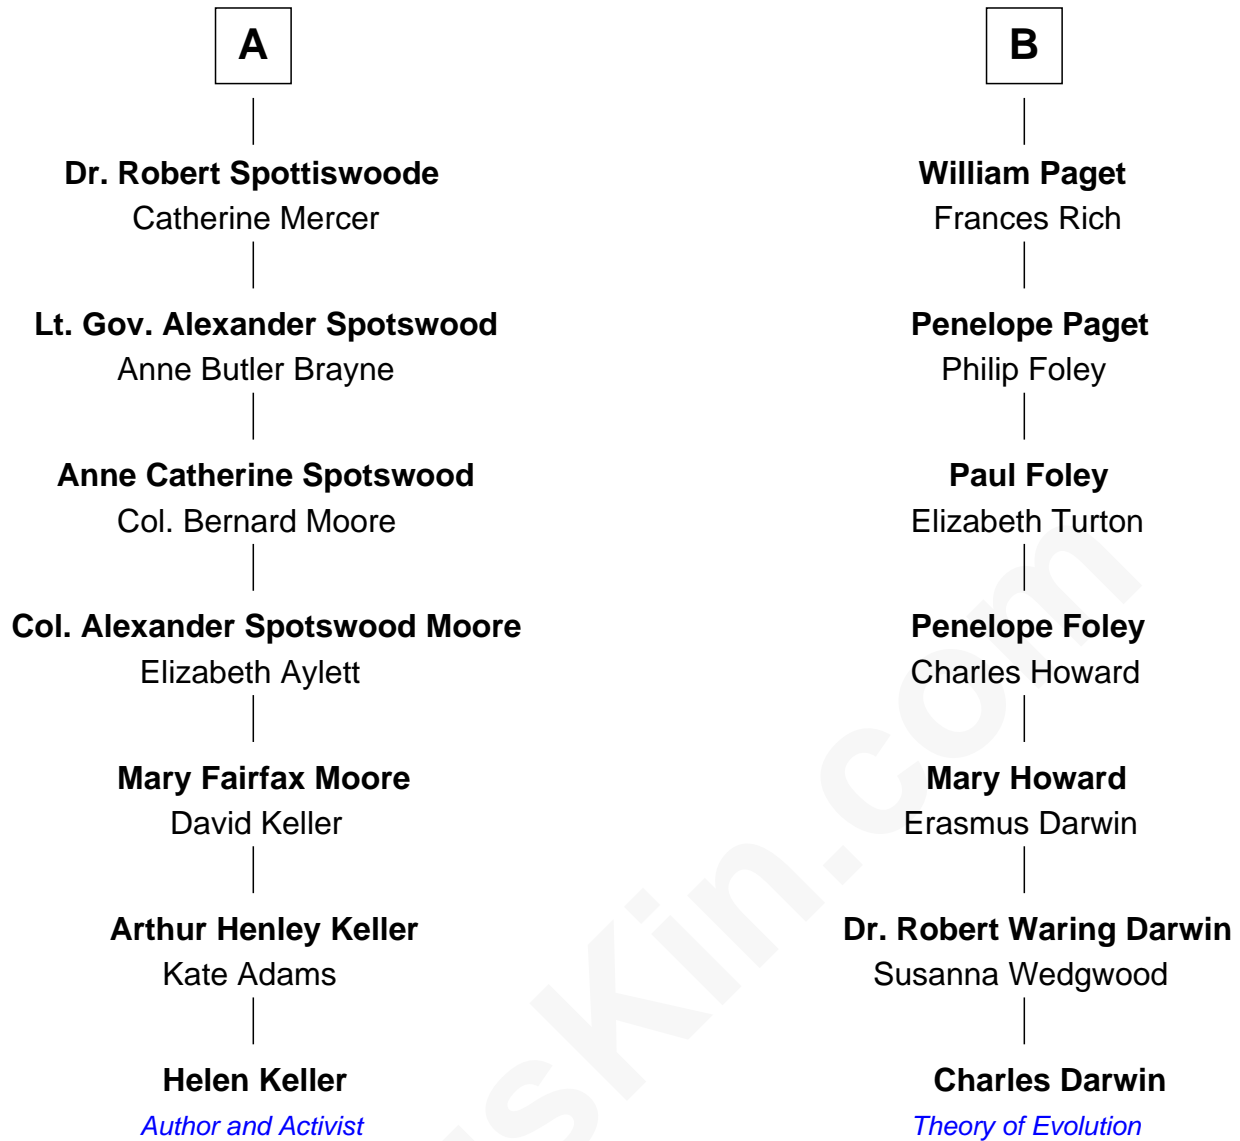 A
Dr. Robert Spottiswoode
Catherine Mercer
Lt. Gov. Alexander Spotswood
Anne Butler Brayne
Anne Catherine Spotswood
Col. Bernard Moore
Col. Alexander Spotswood Moore
Elizabeth Aylett
Mary Fairfax Moore
David Keller
Arthur Henley Keller
Kate Adams
Helen Keller
Author and Activist
B
William Paget
Frances Rich
Penelope Paget
Philip Foley
Paul Foley
Elizabeth Turton
Penelope Foley
Charles Howard
Mary Howard
Erasmus Darwin
Dr. Robert Waring Darwin
Susanna Wedgwood
Charles Darwin
Theory of Evolution
usKin.com